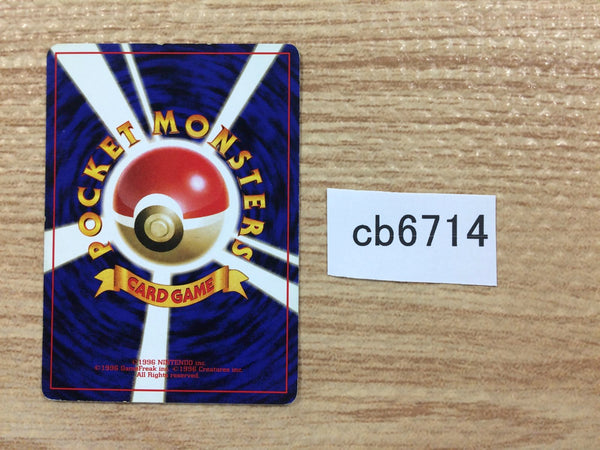 POCKET MONSTERS
CARD GAME
©1996 NINTENDO inc.
©1996 GameFreak inc. ©1996 Creatures inc.
All Rights reserved.
cb6714